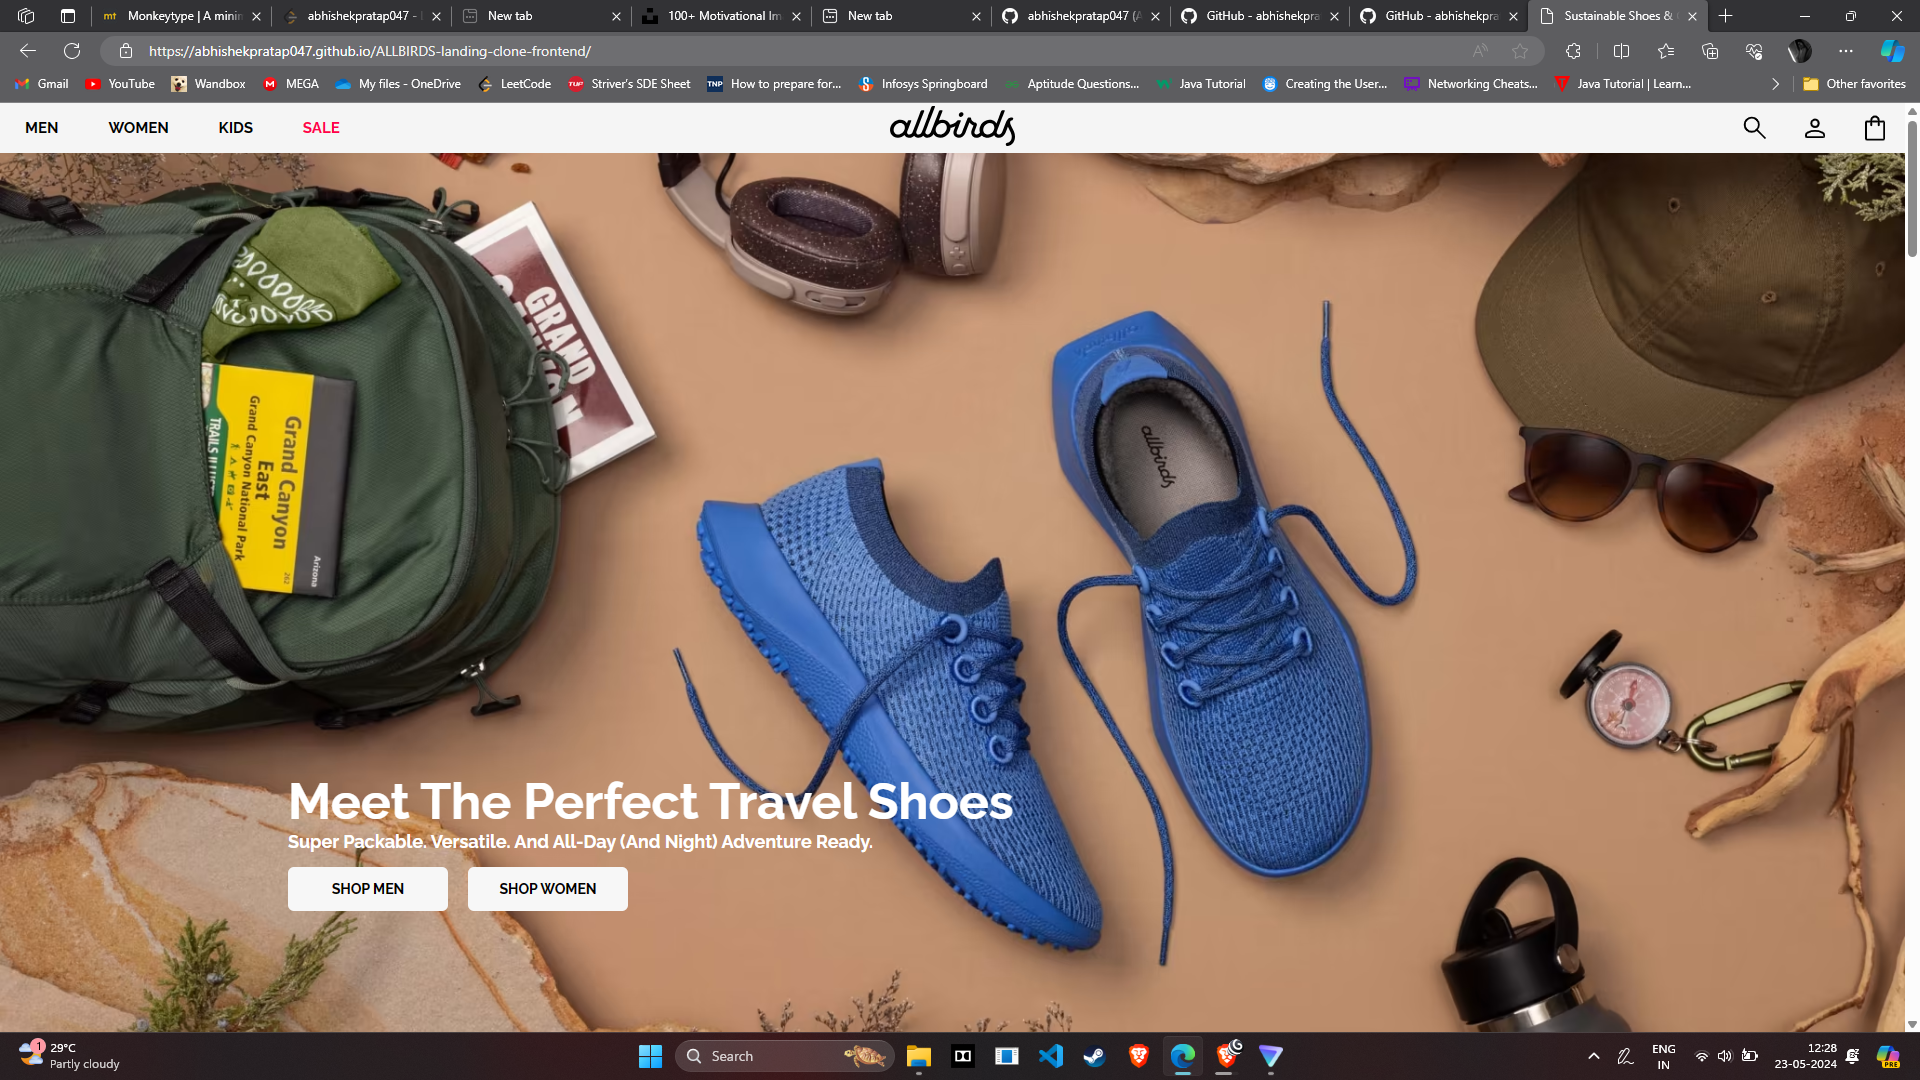 Monkeytype | A minim
abhishekpratap047 - L
New tab
100+ Motivational Im
New tab
abhishekpratap047 (A
GitHub - abhishekpra
GitHub - abhishekpra
Sustainable Shoes & C
https://abhishekpratap047.github.io/ALLBIRDS-landing-clone-frontend/
Gmail
YouTube
Wandbox
MEGA
My files - OneDrive
LeetCode
Striver's SDE Sheet
How to prepare for...
Infosys Springboard
Aptitude Questions...
Java Tutorial
Creating the User...
Networking Cheats...
Java Tutorial | Learn...
Other favorites
MEN
WOMEN
KIDS
SALE
allbirds
GRAND
Grand Canyon
East
Grand Canyon National Park
Arizona
262
allbirds
Meet The Perfect Travel Shoes
Super Packable. Versatile. And All-Day (And Night) Adventure Ready.
SHOP MEN
SHOP WOMEN
1
29°C
Partly cloudy
Search
ENG
IN
12:28
23-05-2024